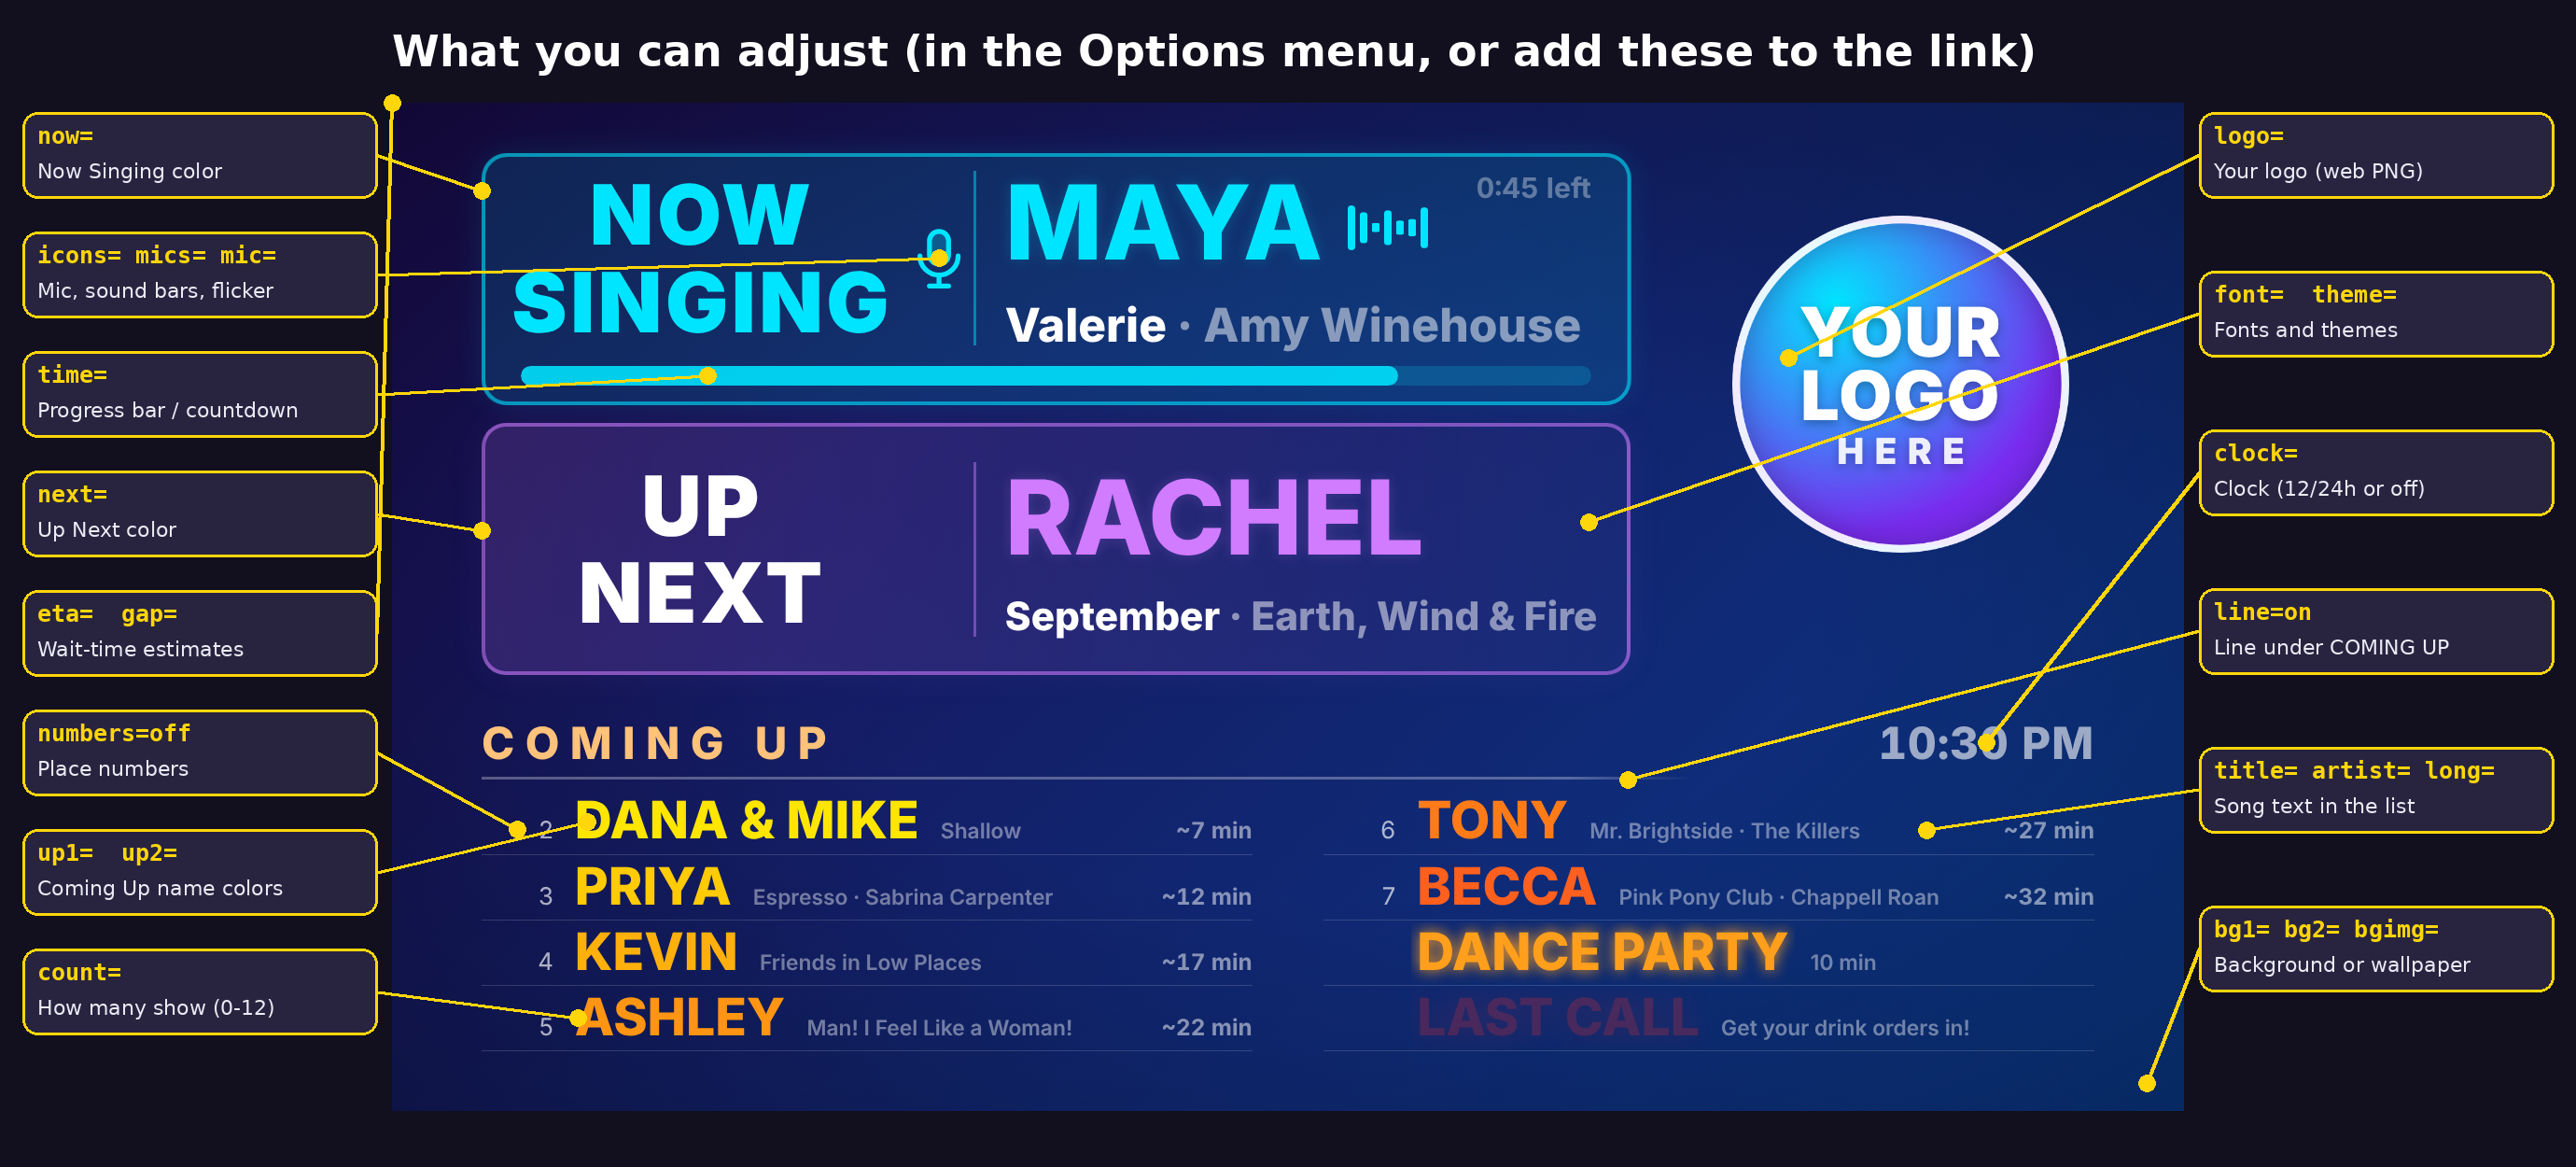 What you can adjust (in the Options menu, or add these to the link)
now=
Now Singing color
icons= mics= mic=
Mic, sound bars, flicker
time=
Progress bar / countdown
next=
Up Next color
eta=  gap=
Wait-time estimates
numbers=off
Place numbers
up1=  up2=
Coming Up name colors
count=
How many show (0-12)
NOW
SINGING
MAYA
0:45 left
Valerie · Amy Winehouse
UP
NEXT
RACHEL
September · Earth, Wind & Fire
YOUR
LOGO
HERE
COMING UP
10:30 PM
2 DANA & MIKE Shallow ~7 min
3 PRIYA Espresso · Sabrina Carpenter ~12 min
4 KEVIN Friends in Low Places ~17 min
5 ASHLEY Man! I Feel Like a Woman! ~22 min
6 TONY Mr. Brightside · The Killers ~27 min
7 BECCA Pink Pony Club · Chappell Roan ~32 min
DANCE PARTY 10 min
LAST CALL Get your drink orders in!
logo=
Your logo (web PNG)
font=  theme=
Fonts and themes
clock=
Clock (12/24h or off)
line=on
Line under COMING UP
title= artist= long=
Song text in the list
bg1= bg2= bgimg=
Background or wallpaper